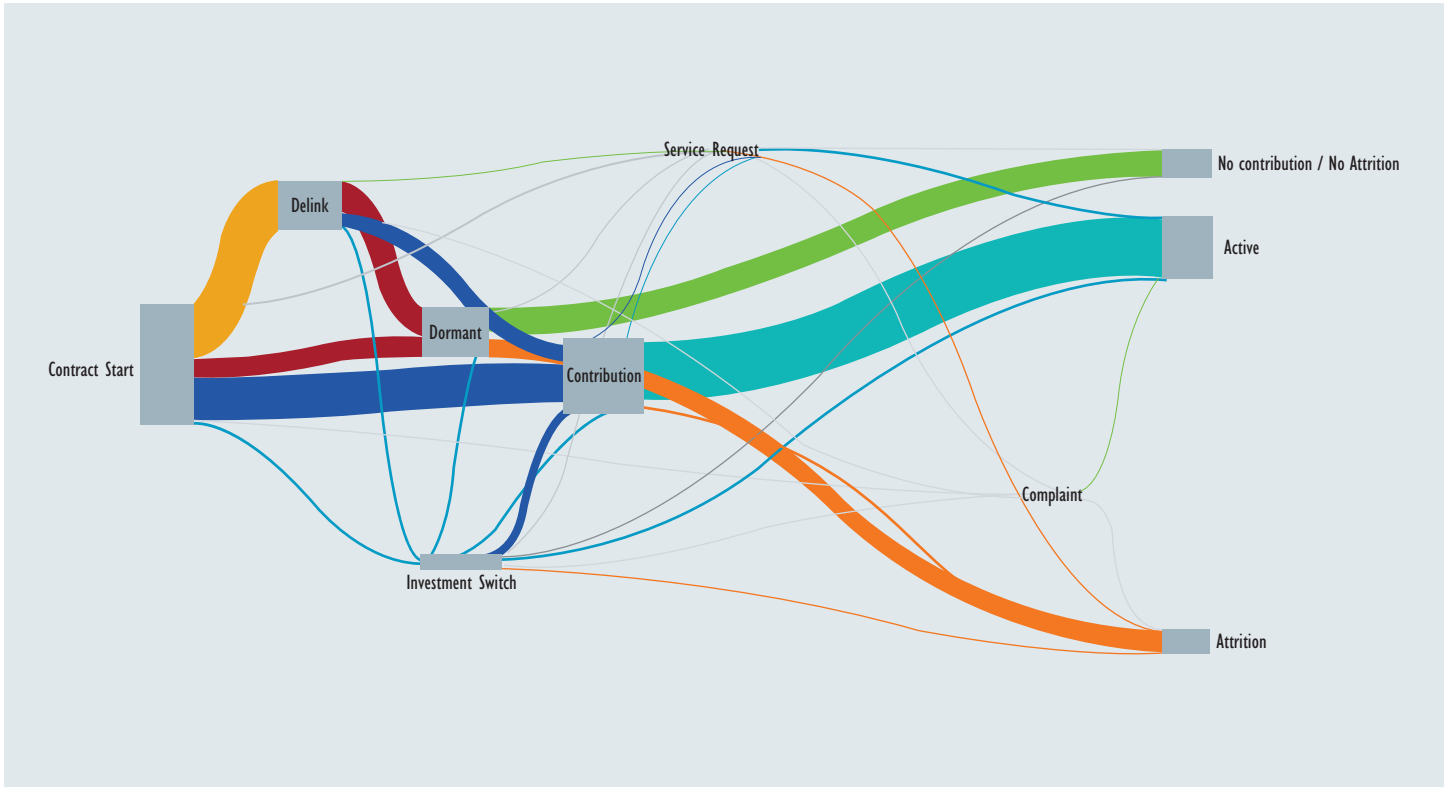 Service Request
No contribution / No Attrition
Delink
Active
Dormant
Contract Start
Contribution
Complaint
Investment Switch
Attrition